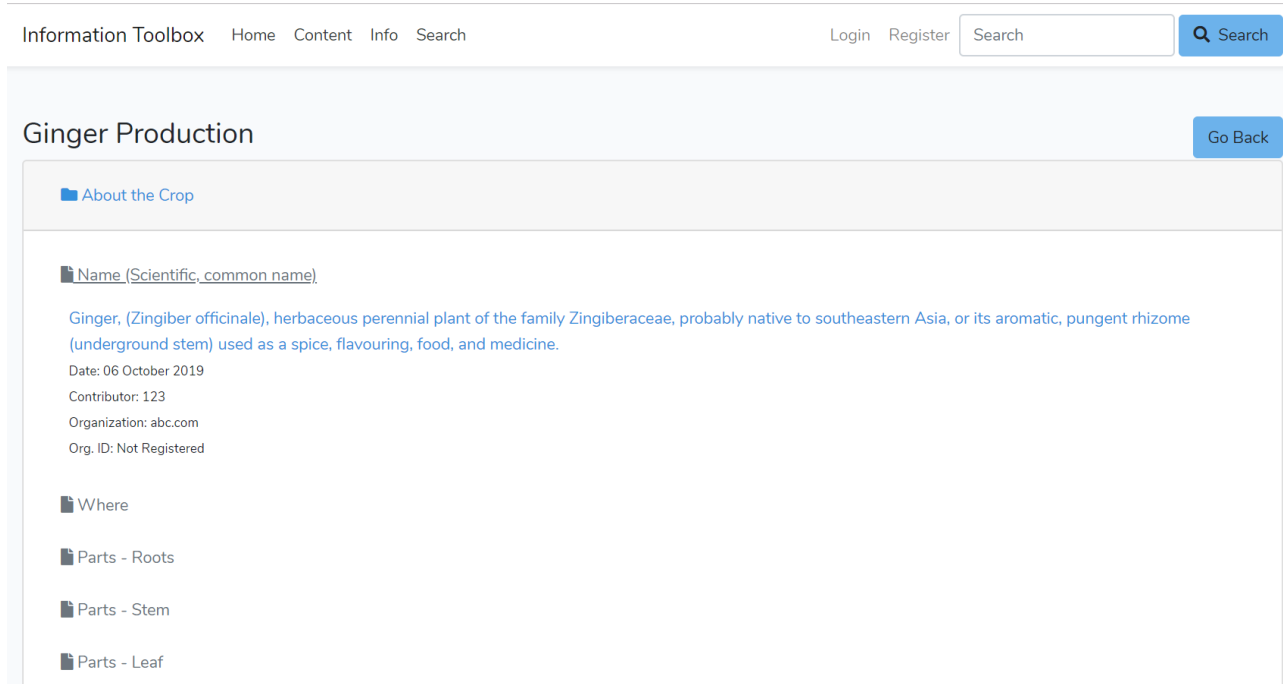 Information Toolbox Home Content Info Search Login Register Search Search
Ginger Production Go Back
About the Crop
Name (Scientific, common name)
Ginger, (Zingiber officinale), herbaceous perennial plant of the family Zingiberaceae, probably native to southeastern Asia, or its aromatic, pungent rhizome
(underground stem) used as a spice, flavouring, food, and medicine.
Date: 06 October 2019
Contributor: 123
Organization: abc.com
Org. ID: Not Registered
Where
Parts - Roots
Parts - Stem
Parts - Leaf